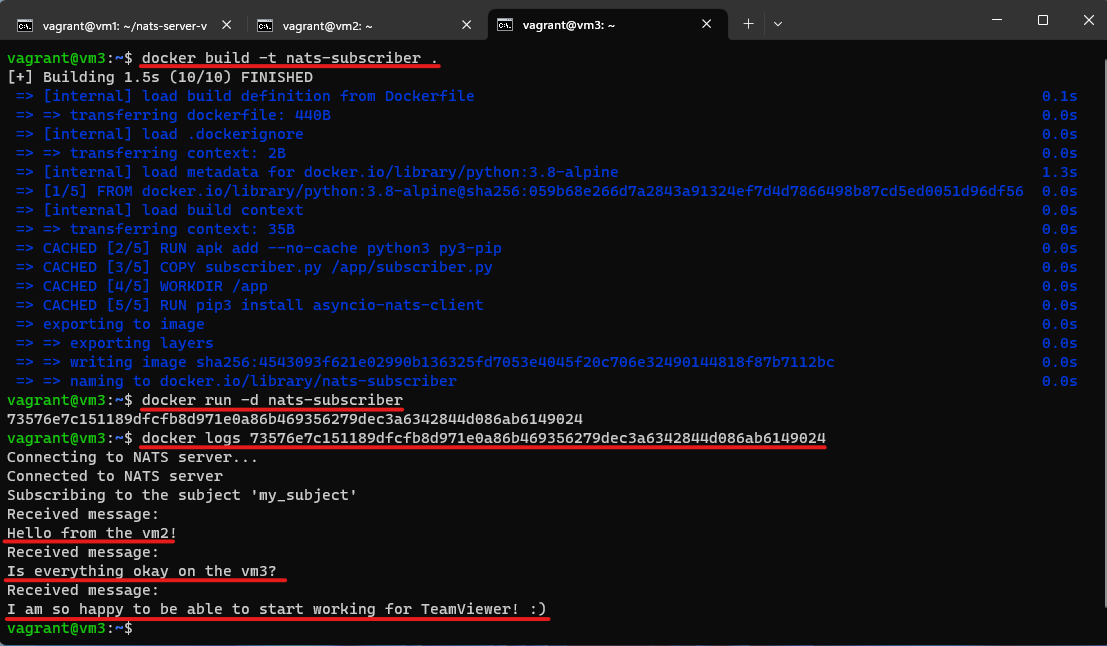 vagrant@vm1: ~/nats-server-v
vagrant@vm2: ~
vagrant@vm3: ~
vagrant@vm3:~$ docker build -t nats-subscriber .
[+] Building 1.5s (10/10) FINISHED
=> [internal] load build definition from Dockerfile 0.1s
=> => transferring dockerfile: 440B 0.0s
=> [internal] load .dockerignore 0.0s
=> => transferring context: 2B 0.0s
=> [internal] load metadata for docker.io/library/python:3.8-alpine 1.3s
=> [1/5] FROM docker.io/library/python:3.8-alpine@sha256:059b68e266d7a2843a91324ef7d4d7866498b87cd5ed0051d96df56 0.0s
=> [internal] load build context 0.0s
=> => transferring context: 35B 0.0s
=> CACHED [2/5] RUN apk add --no-cache python3 py3-pip 0.0s
=> CACHED [3/5] COPY subscriber.py /app/subscriber.py 0.0s
=> CACHED [4/5] WORKDIR /app 0.0s
=> CACHED [5/5] RUN pip3 install asyncio-nats-client 0.0s
=> exporting to image 0.0s
=> => exporting layers 0.0s
=> => writing image sha256:4543093f621e02990b136325fd7053e4045f20c706e32490144818f87b7112bc 0.0s
=> => naming to docker.io/library/nats-subscriber 0.0s
vagrant@vm3:~$ docker run -d nats-subscriber
73576e7c151189dfcfb8d971e0a86b469356279dec3a6342844d086ab6149024
vagrant@vm3:~$ docker logs 73576e7c151189dfcfb8d971e0a86b469356279dec3a6342844d086ab6149024
Connecting to NATS server...
Connected to NATS server
Subscribing to the subject 'my_subject'
Received message:
Hello from the vm2!
Received message:
Is everything okay on the vm3?
Received message:
I am so happy to be able to start working for TeamViewer! :)
vagrant@vm3:~$